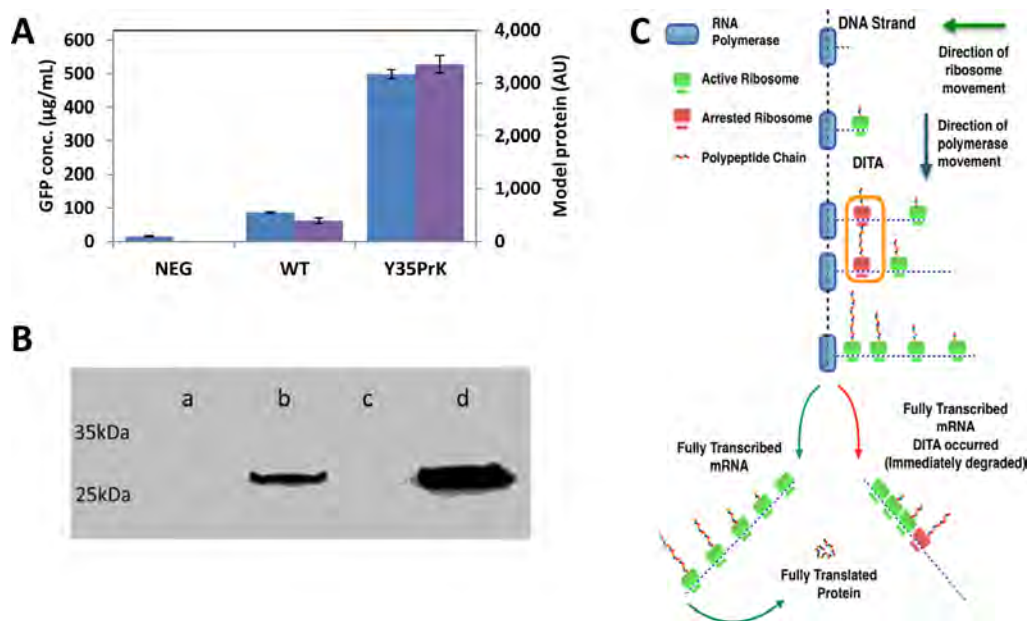 A
GFP conc. (µg/mL)
600
500
400
300
200
100
0
4,000
3,000
2,000
1,000
0
Model protein (AU)
NEG
WT
Y35PrK
B
a
b
c
d
35kDa
25kDa
C
RNA
Polymerase
Active Ribosome
Arrested Ribosome
Polypeptide Chain
DNA Strand
Direction of
ribosome
movement
Direction of
polymerase
movement
DITA
Fully Transcribed
mRNA
Fully Transcribed
mRNA
DITA occurred
(Immediately degraded)
Fully Translated
Protein